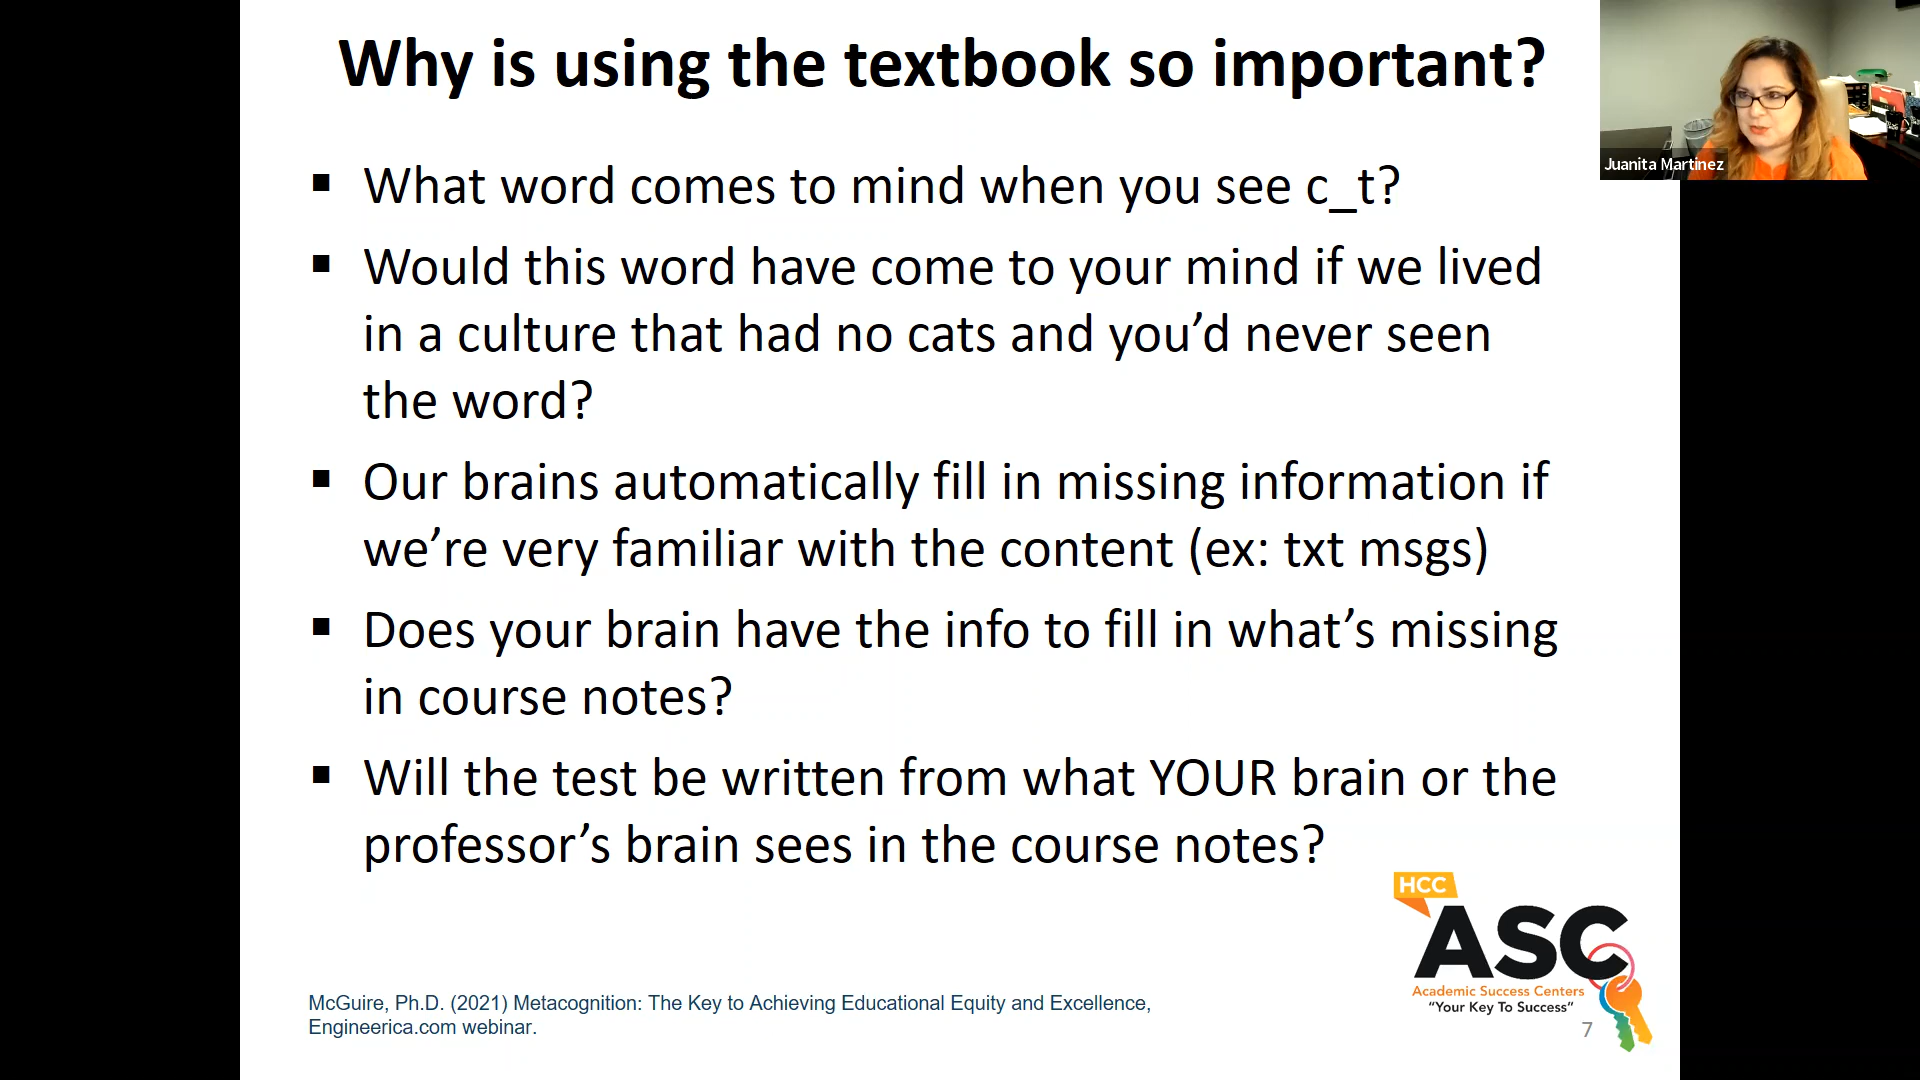 Why is using the textbook so important?
Juanita Martinez
▪ What word comes to mind when you see c_t?
▪ Would this word have come to your mind if we lived
in a culture that had no cats and you’d never seen
the word?
▪ Our brains automatically fill in missing information if
we’re very familiar with the content (ex: txt msgs)
▪ Does your brain have the info to fill in what’s missing
in course notes?
▪ Will the test be written from what YOUR brain or the
professor’s brain sees in the course notes?
HCC
ASC
Academic Success Centers
“Your Key To Success”
McGuire, Ph.D. (2021) Metacognition: The Key to Achieving Educational Equity and Excellence,
Engineerica.com webinar.
7